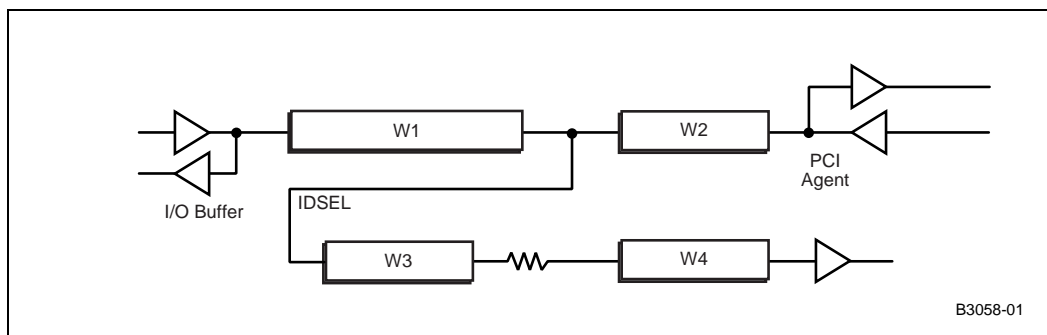 W1
W2
PCI
Agent
I/O Buffer
IDSEL
W3
W4
B3058-01